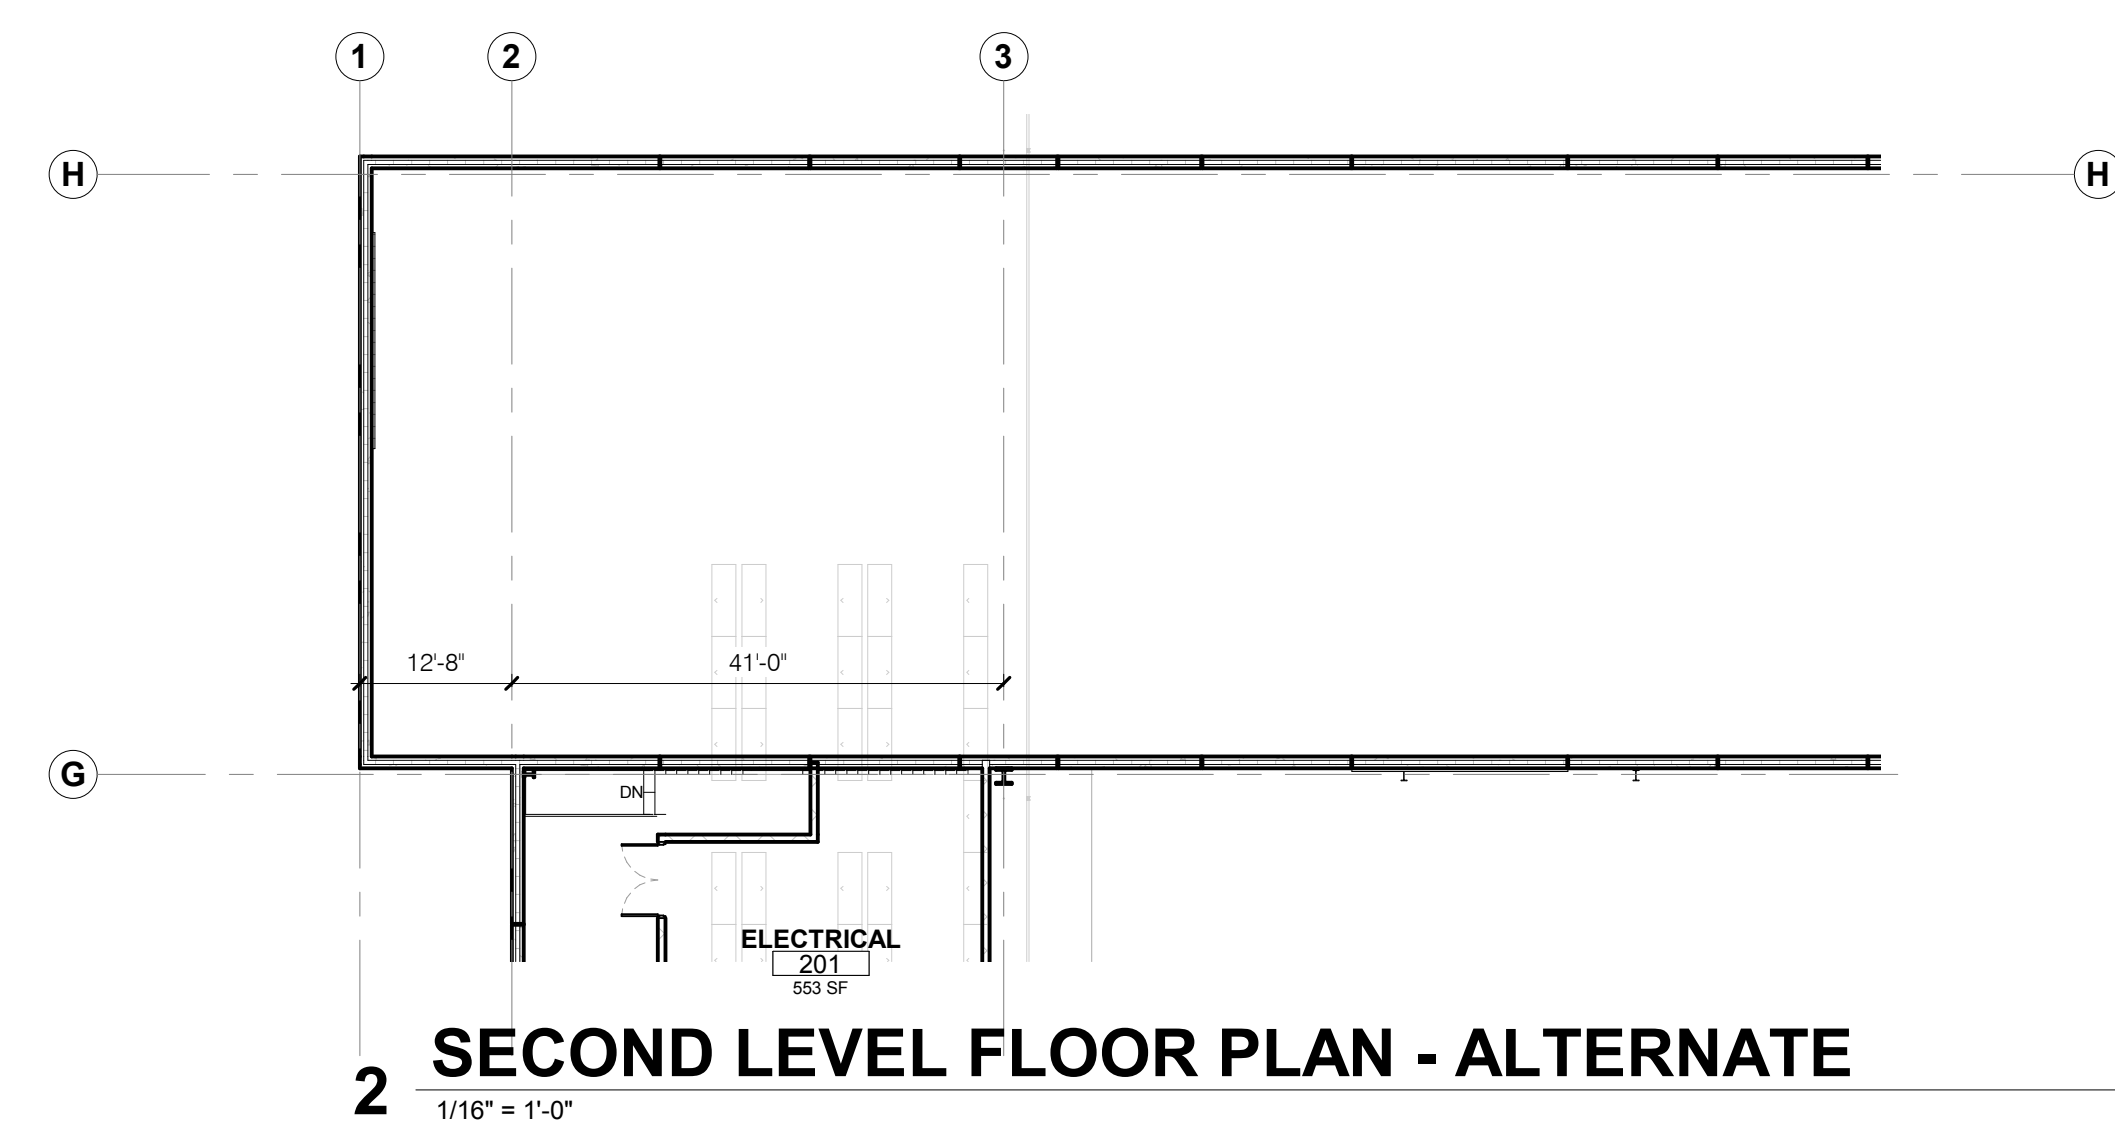 1 2 3
H H
12'-8" 41'-0"
G
DN
ELECTRICAL
201
553 SF
2 SECOND LEVEL FLOOR PLAN - ALTERNATE
1/16" = 1'-0"